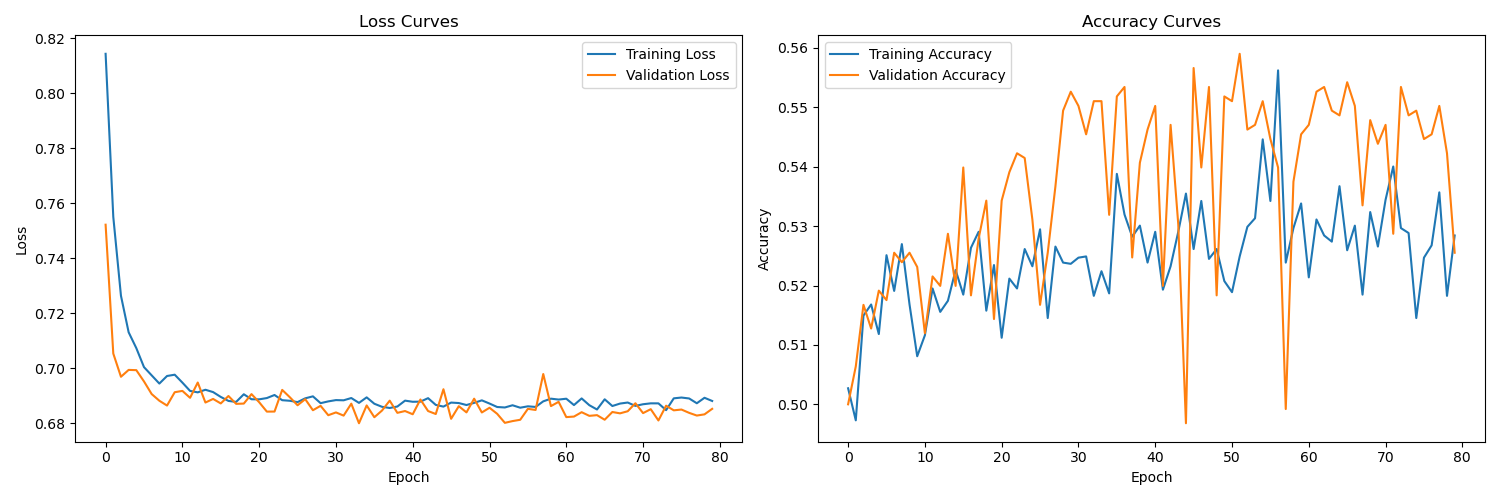 Loss Curves
Training Loss
Validation Loss
0.82
0.80
0.78
0.76
0.74
0.72
0.70
0.68
Loss
0 10 20 30 40 50 60 70 80
Epoch
Accuracy Curves
Training Accuracy
Validation Accuracy
0.56
0.55
0.54
0.53
0.52
0.51
0.50
Accuracy
0 10 20 30 40 50 60 70 80
Epoch